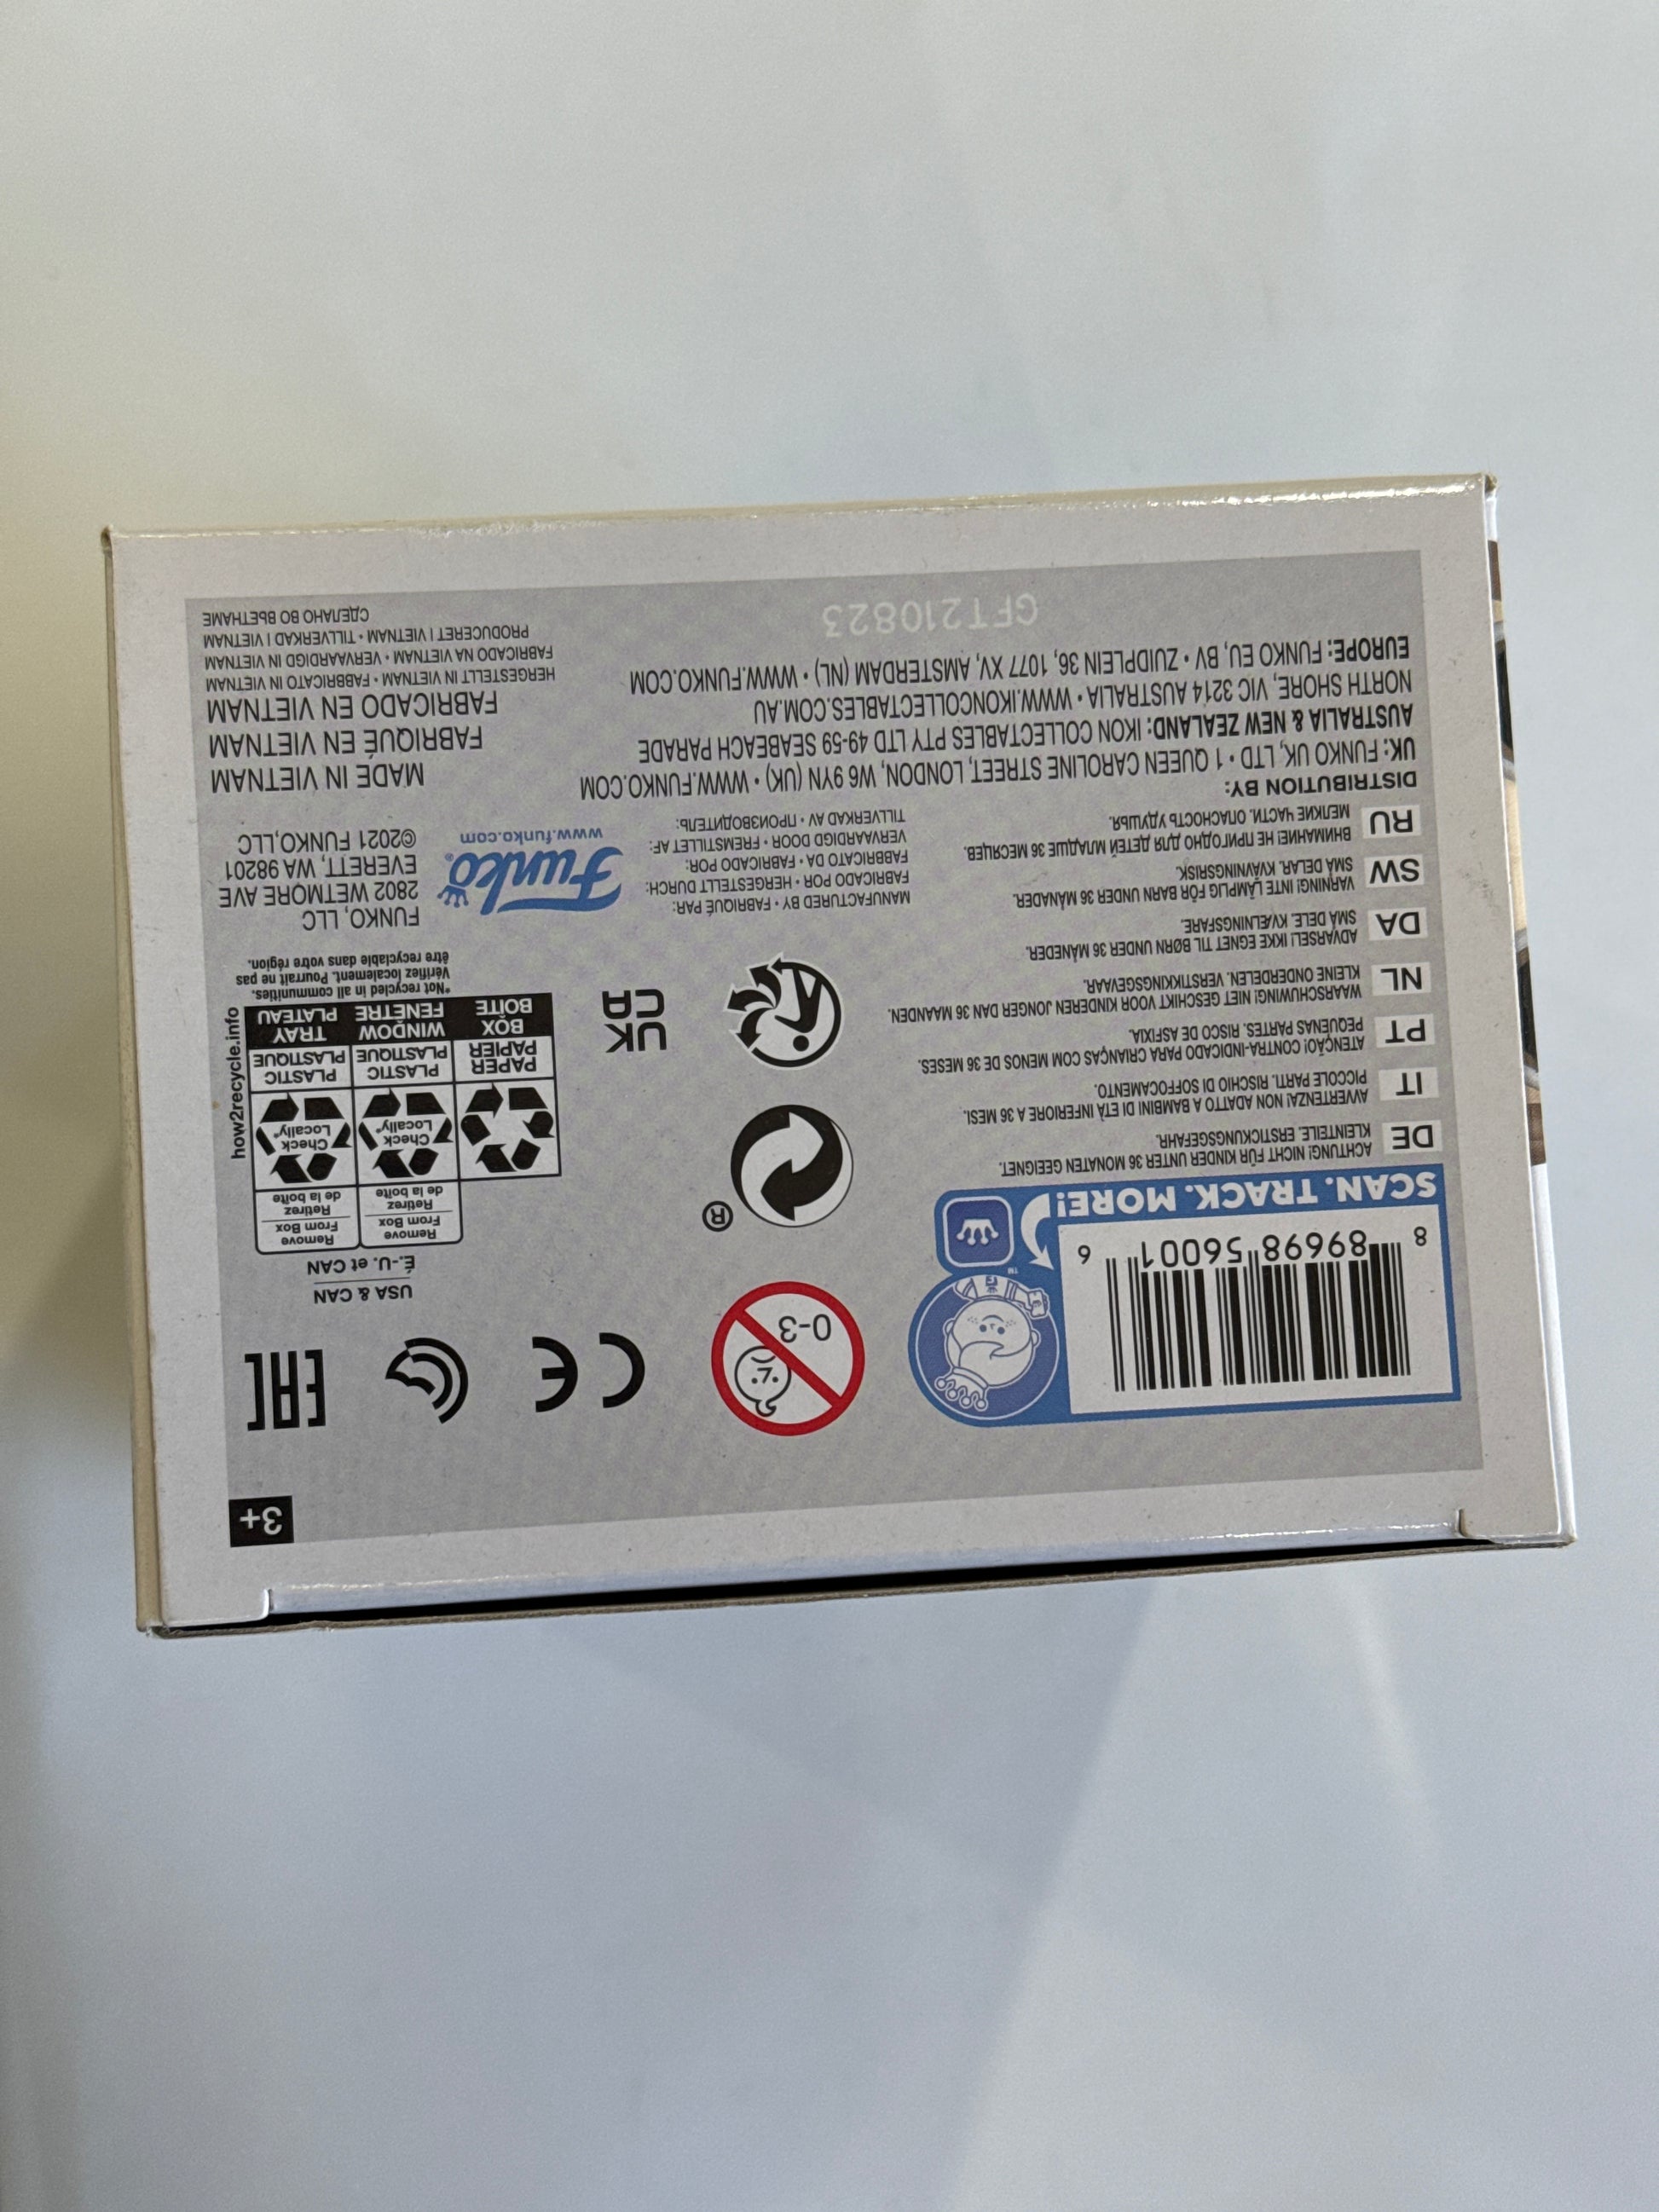 3+
8 89698 56001 6
SCAN. TRACK. MORE!
TM
0-3
®
CE
EAC
USA & CAN
É.-U. et CAN
Remove
From Box
Retirez
de la boîte
Remove
From Box
Retirez
de la boîte
Check
Locally*
Check
Locally*
PAPER
PAPIER
PLASTIC
PLASTIQUE
PLASTIC
PLASTIQUE
BOX
BOÎTE
WINDOW
FENÊTRE
TRAY
PLATEAU
how2recycle.info
*Not recycled in all communities.
Vérifiez localement. Pourrait ne pas
être recyclable dans votre région.
UK
CA
DE
ACHTUNG! NICHT FÜR KINDER UNTER 36 MONATEN GEEIGNET.
KLEINTEILE. ERSTICKUNGSGEFAHR.
IT
AVVERTENZA! NON ADATTO A BAMBINI DI ETÀ INFERIORE A 36 MESI.
PICCOLE PARTI. RISCHIO DI SOFFOCAMENTO.
PT
ATENÇÃO! CONTRA-INDICADO PARA CRIANÇAS COM MENOS DE 36 MESES.
PEQUENAS PARTES. RISCO DE ASFIXIA.
NL
WAARSCHUWING! NIET GESCHIKT VOOR KINDEREN JONGER DAN 36 MAANDEN.
KLEINE ONDERDELEN. VERSTIKKINGSGEVAAR.
DA
ADVARSEL! IKKE EGNET TIL BØRN UNDER 36 MÅNEDER.
SMÅ DELE. KVÆLNINGSFARE.
SW
VARNING! INTE LÄMPLIG FÖR BARN UNDER 36 MÅNADER.
SMÅ DELAR. KVÄVNINGSRISK.
RU
ВНИМАНИЕ! НЕ ПРИГОДНО ДЛЯ ДЕТЕЙ МЛАДШЕ 36 МЕСЯЦЕВ.
МЕЛКИЕ ЧАСТИ. ОПАСНОСТЬ УДУШЬЯ.
MANUFACTURED BY • FABRIQUÉ PAR:
FABRICADO POR • HERGESTELLT DURCH:
FABBRICATO DA • FABRICADO POR:
VERVAARDIGD DOOR • FREMSTILLET AF:
TILLVERKAD AV • ПРОИЗВОДИТЕЛЬ:
Funko®
www.funko.com
FUNKO, LLC
2802 WETMORE AVE
EVERETT, WA 98201
©2021 FUNKO,LLC
DISTRIBUTION BY:
UK: FUNKO UK, LTD • 1 QUEEN CAROLINE STREET, LONDON, W6 9YN (UK) • WWW.FUNKO.COM
AUSTRALIA & NEW ZEALAND: IKON COLLECTABLES PTY LTD 49-59 SEABEACH PARADE
NORTH SHORE, VIC 3214 AUSTRALIA • WWW.IKONCOLLECTABLES.COM.AU
EUROPE: FUNKO EU, BV • ZUIDPLEIN 36, 1077 XV, AMSTERDAM (NL) • WWW.FUNKO.COM
GFT210823
MADE IN VIETNAM
FABRIQUÉ EN VIETNAM
FABRICADO EN VIETNAM
HERGESTELLT IN VIETNAM • FABBRICATO IN VIETNAM
FABRICADO NA VIETNAM • VERVAARDIGD IN VIETNAM
PRODUCERET I VIETNAM • TILLVERKAD I VIETNAM
СДЕЛАНО ВО ВЬЕТНАМЕ